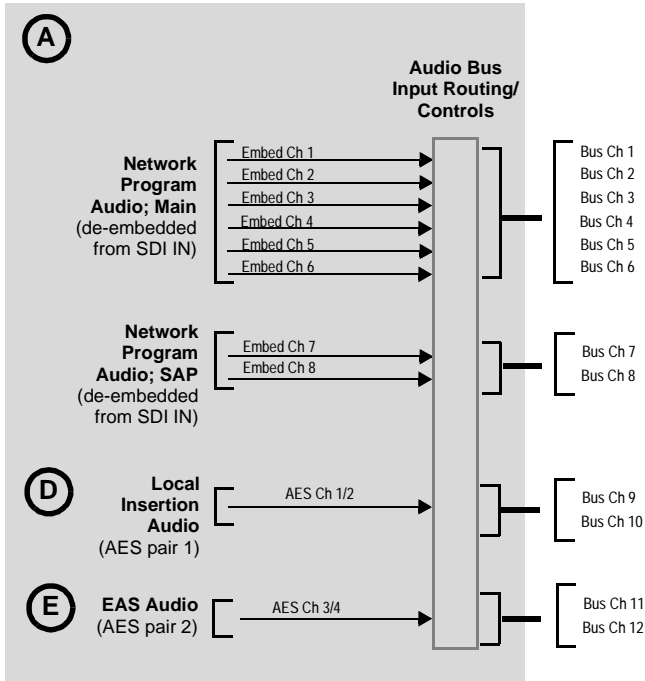 A
Audio Bus
Input Routing/
Controls
Network
Program
Audio; Main
(de-embedded
from SDI IN)
Embed Ch 1
Embed Ch 2
Embed Ch 3
Embed Ch 4
Embed Ch 5
Embed Ch 6
Bus Ch 1
Bus Ch 2
Bus Ch 3
Bus Ch 4
Bus Ch 5
Bus Ch 6
Network
Program
Audio; SAP
(de-embedded
from SDI IN)
Embed Ch 7
Embed Ch 8
Bus Ch 7
Bus Ch 8
D
Local
Insertion
Audio
(AES pair 1)
AES Ch 1/2
Bus Ch 9
Bus Ch 10
E
EAS Audio
(AES pair 2)
AES Ch 3/4
Bus Ch 11
Bus Ch 12